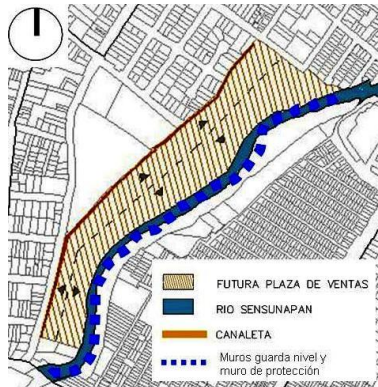 FUTURA PLAZA DE VENTAS
RIO SENSUNAPAN
CANALETA
Muros guarda nivel y
muro de protección